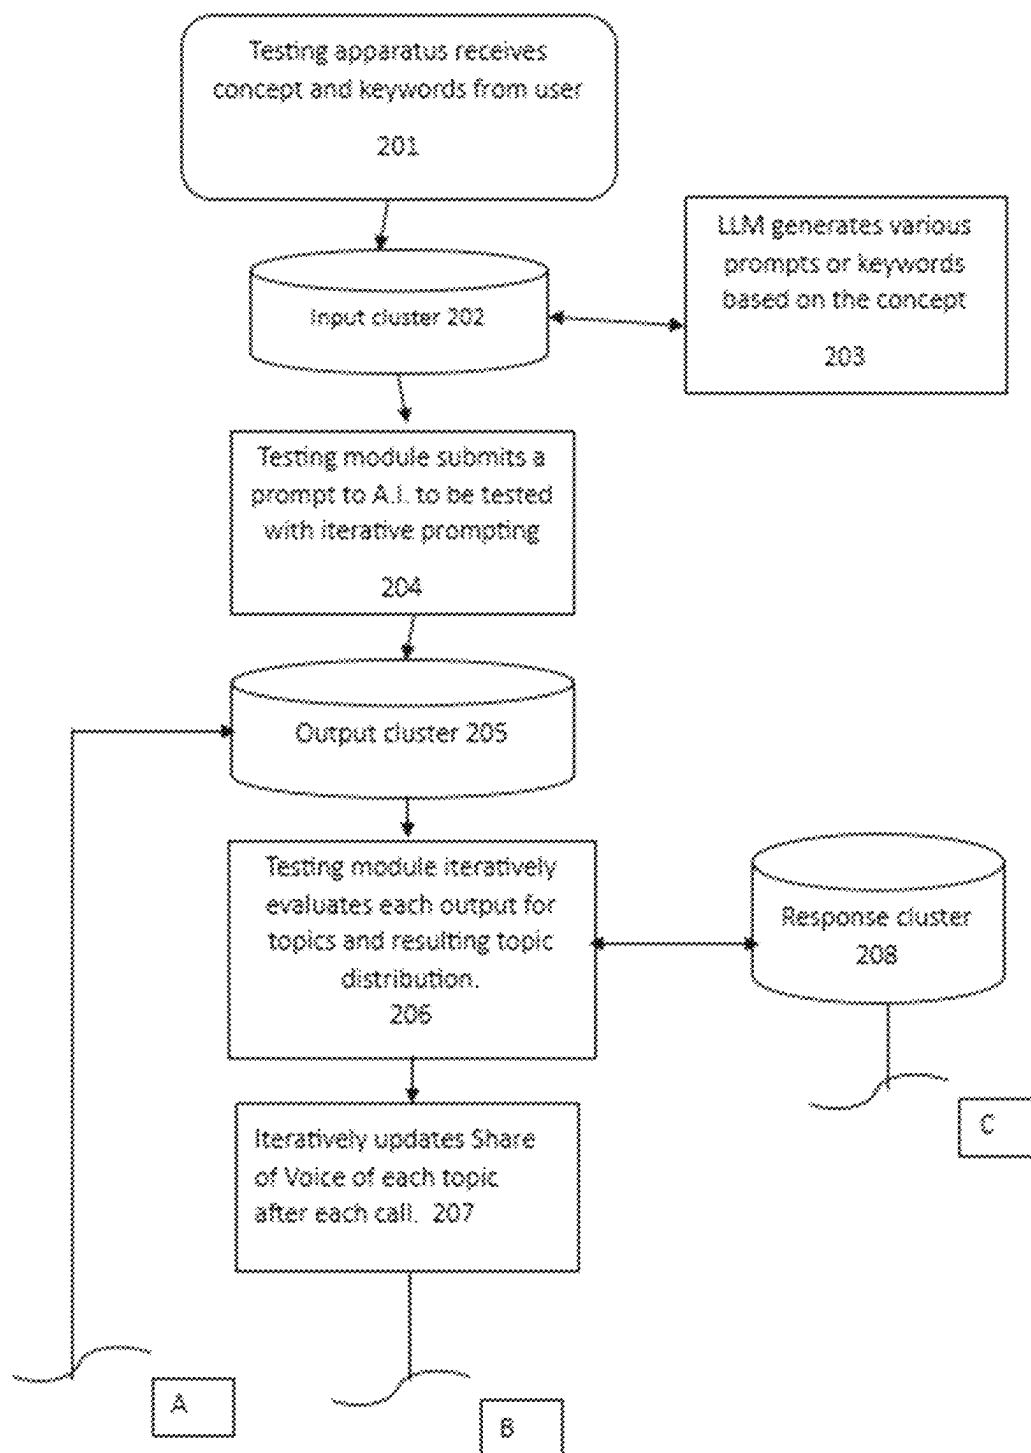 Testing apparatus receives
concept and keywords from user
201
LLM generates various
prompts or keywords
based on the concept
203
Input cluster 202
Testing module submits a
prompt to A.I. to be tested
with iterative prompting
204
Output cluster 205
Testing module iteratively
evaluates each output for
topics and resulting topic
distribution.
206
Response cluster
208
Iteratively updates Share
of Voice of each topic
after each call. 207
C
A
B